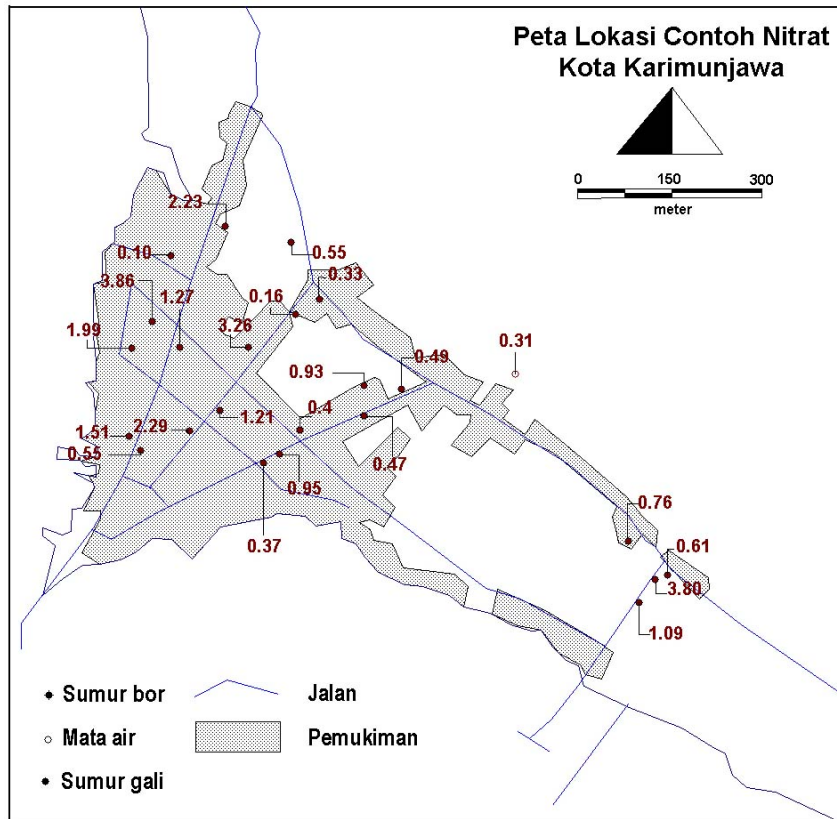 Peta Lokasi Contoh Nitrat
Kota Karimunjawa
0 150 300
meter
2.23
0.55
0.10
0.33
3.86
1.27
0.16
1.99
3.26
0.31
0.93
0.49
1.21
0.4
1.51
2.29
0.55
0.47
0.95
0.37
0.76
0.61
3.80
1.09
Sumur bor
Jalan
Mata air
Pemukiman
Sumur gali